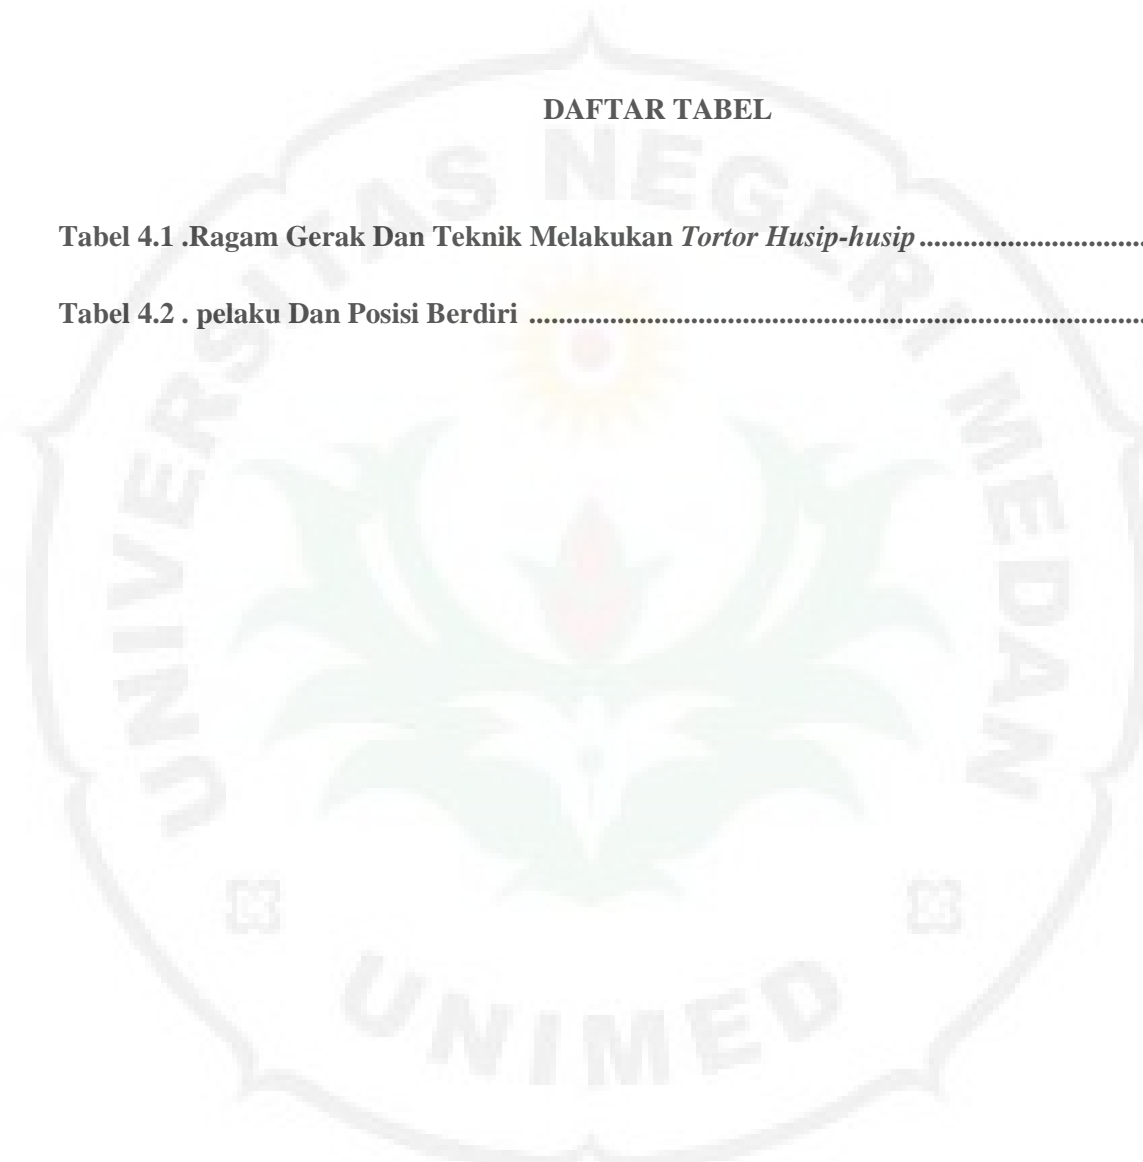 DAFTAR TABEL
Tabel 4.1 .Ragam Gerak Dan Teknik Melakukan Tortor Husip-husip ...............................
Tabel 4.2 . pelaku Dan Posisi Berdiri ....................................................................................
UNIVERSITAS NEGERI MEDAN
UNIMED